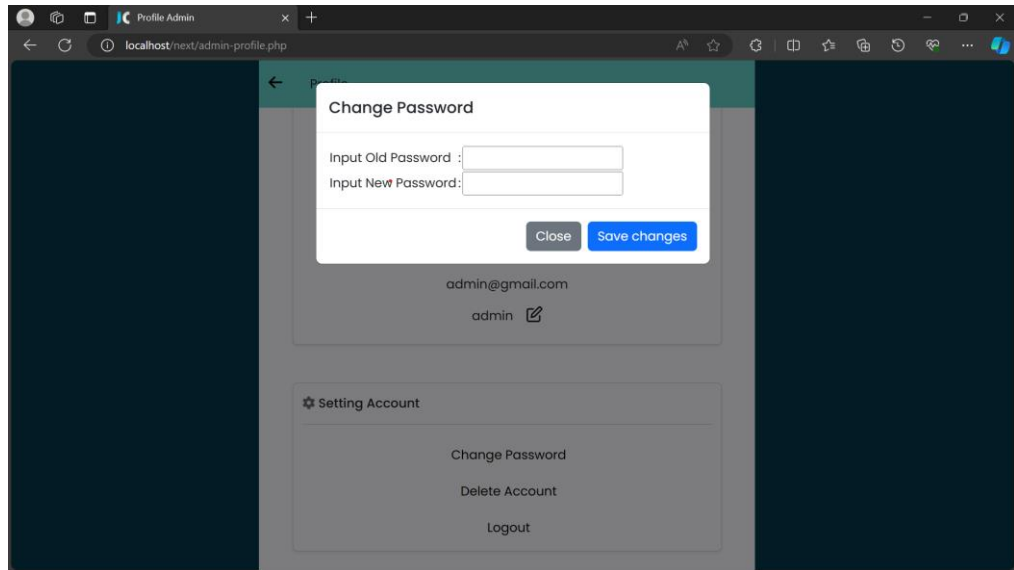 Profile Admin
localhost/next/admin-profile.php
Profile
Change Password
Input Old Password :
Input New Password:
Close Save changes
admin@gmail.com
admin
Setting Account
Change Password
Delete Account
Logout